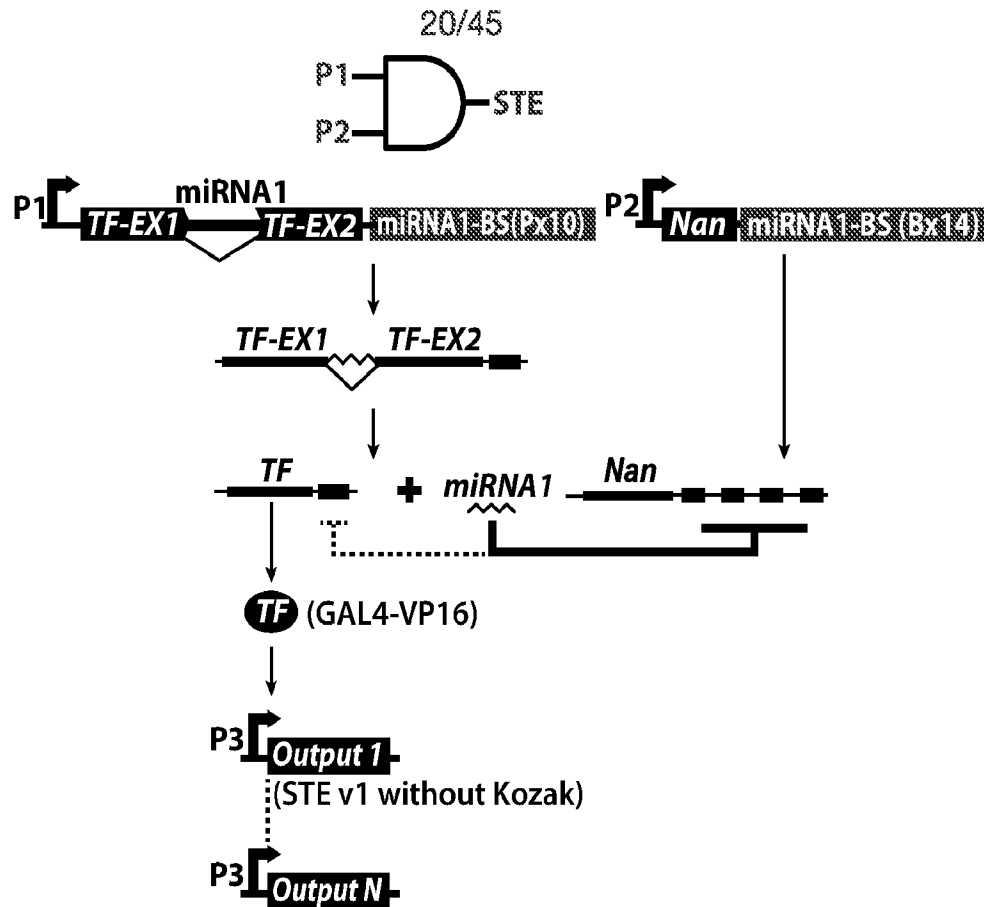 20/45
P1
P2
STE
P1 TF-EX1 miRNA1 TF-EX2 miRNA1-BS(Px10)
P2 Nan miRNA1-BS (Bx14)
TF-EX1 TF-EX2
TF + miRNA1 Nan
TF (GAL4-VP16)
P3 Output 1
(STE v1 without Kozak)
P3 Output N